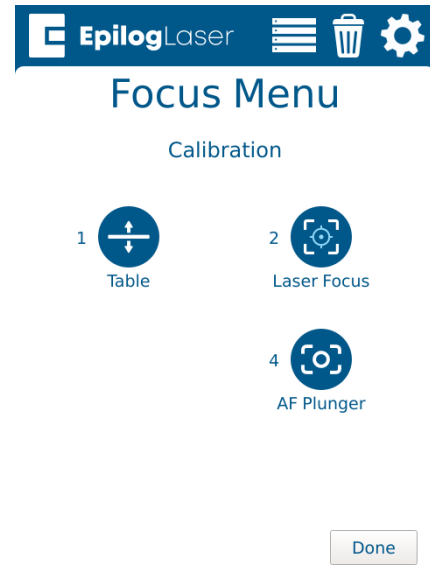 EpilogLaser
Focus Menu
Calibration
1
Table
2
Laser Focus
4
AF Plunger
Done